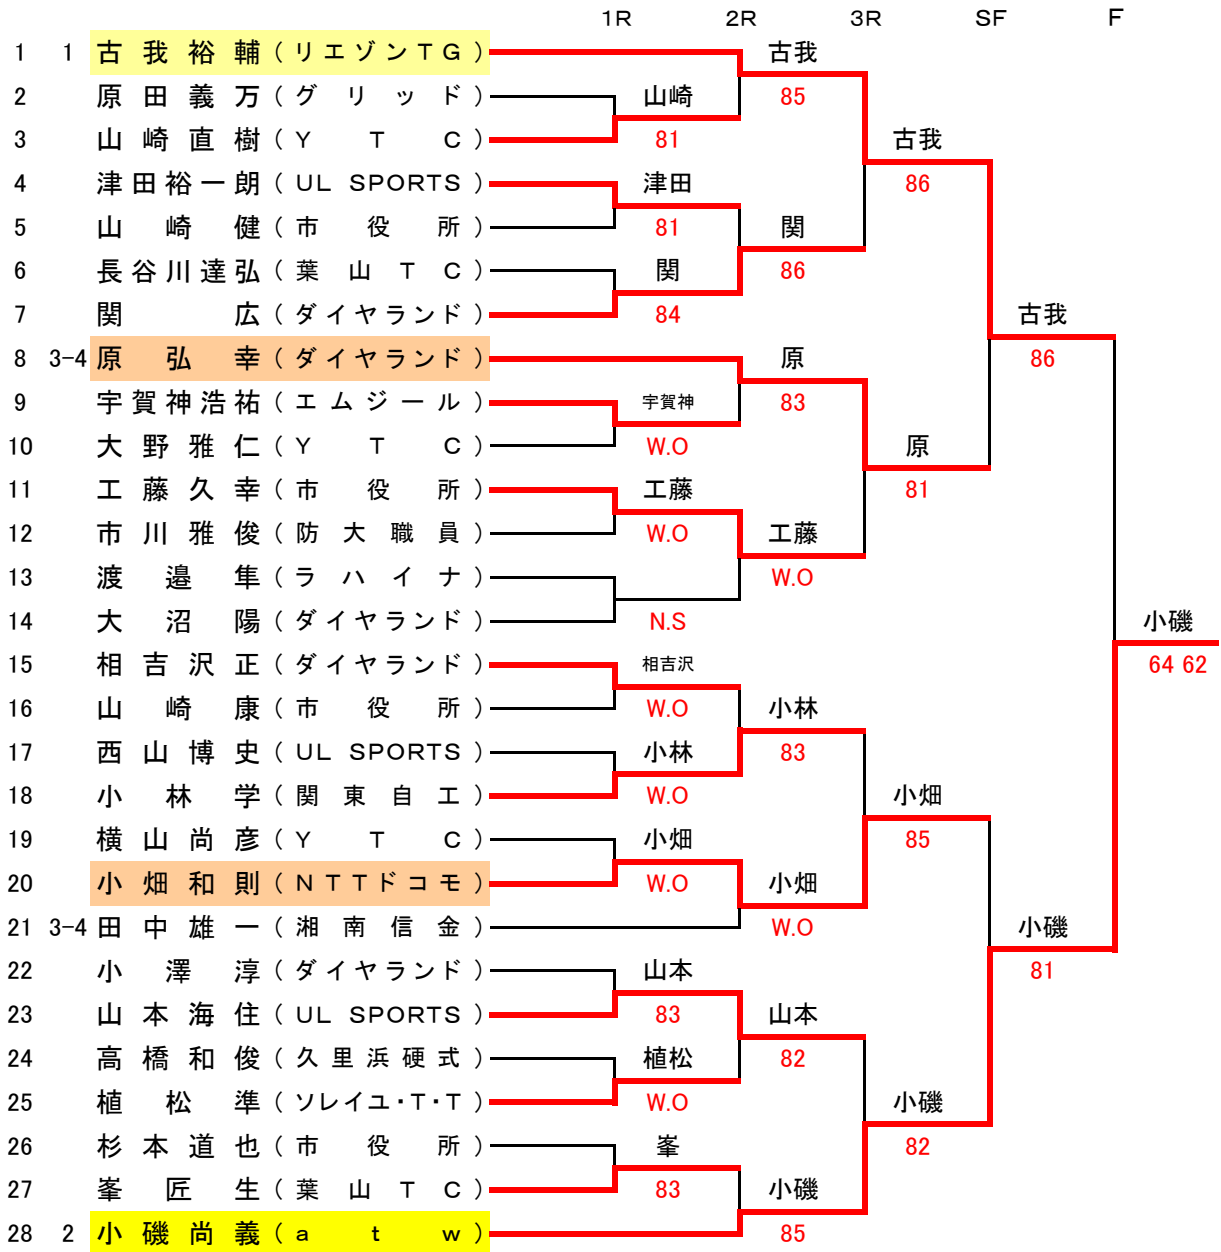 1R 2R 3R SF F
1 1 古我裕輔(リエゾンTG) 古我
2 原田義万(グリッド) 山崎 85
3 山崎直樹(YTC) 81 古我
4 津田裕一朗(UL SPORTS) 津田 86
5 山崎健(市役所) 81 関
6 長谷川達弘(葉山TC) 関 86
7 関広(ダイヤランド) 84 古我
8 3-4 原弘幸(ダイヤランド) 原 86
9 宇賀神浩祐(エムジール) 宇賀神 83
10 大野雅仁(YTC) W.O 原
11 工藤久幸(市役所) 工藤 81
12 市川雅俊(防大職員) W.O 工藤
13 渡邉隼(ラハイナ) W.O
14 大沼陽(ダイヤランド) N.S 小磯
15 相吉沢正(ダイヤランド) 相吉沢 64 62
16 山崎康(市役所) W.O 小林
17 西山博史(UL SPORTS) 小林 83
18 小林学(関東自工) W.O 小畑
19 横山尚彦(YTC) 小畑 85
20 小畑和則(NTTドコモ) W.O 小畑
21 3-4 田中雄一(湘南信金) W.O 小磯
22 小澤淳(ダイヤランド) 山本 81
23 山本海住(UL SPORTS) 83 山本
24 高橋和俊(久里浜硬式) 植松 82
25 植松準(ソレイユ・T・T) W.O 小磯
26 杉本道也(市役所) 峯 82
27 峯匠生(葉山TC) 83 小磯
28 2 小磯尚義(atw) 85